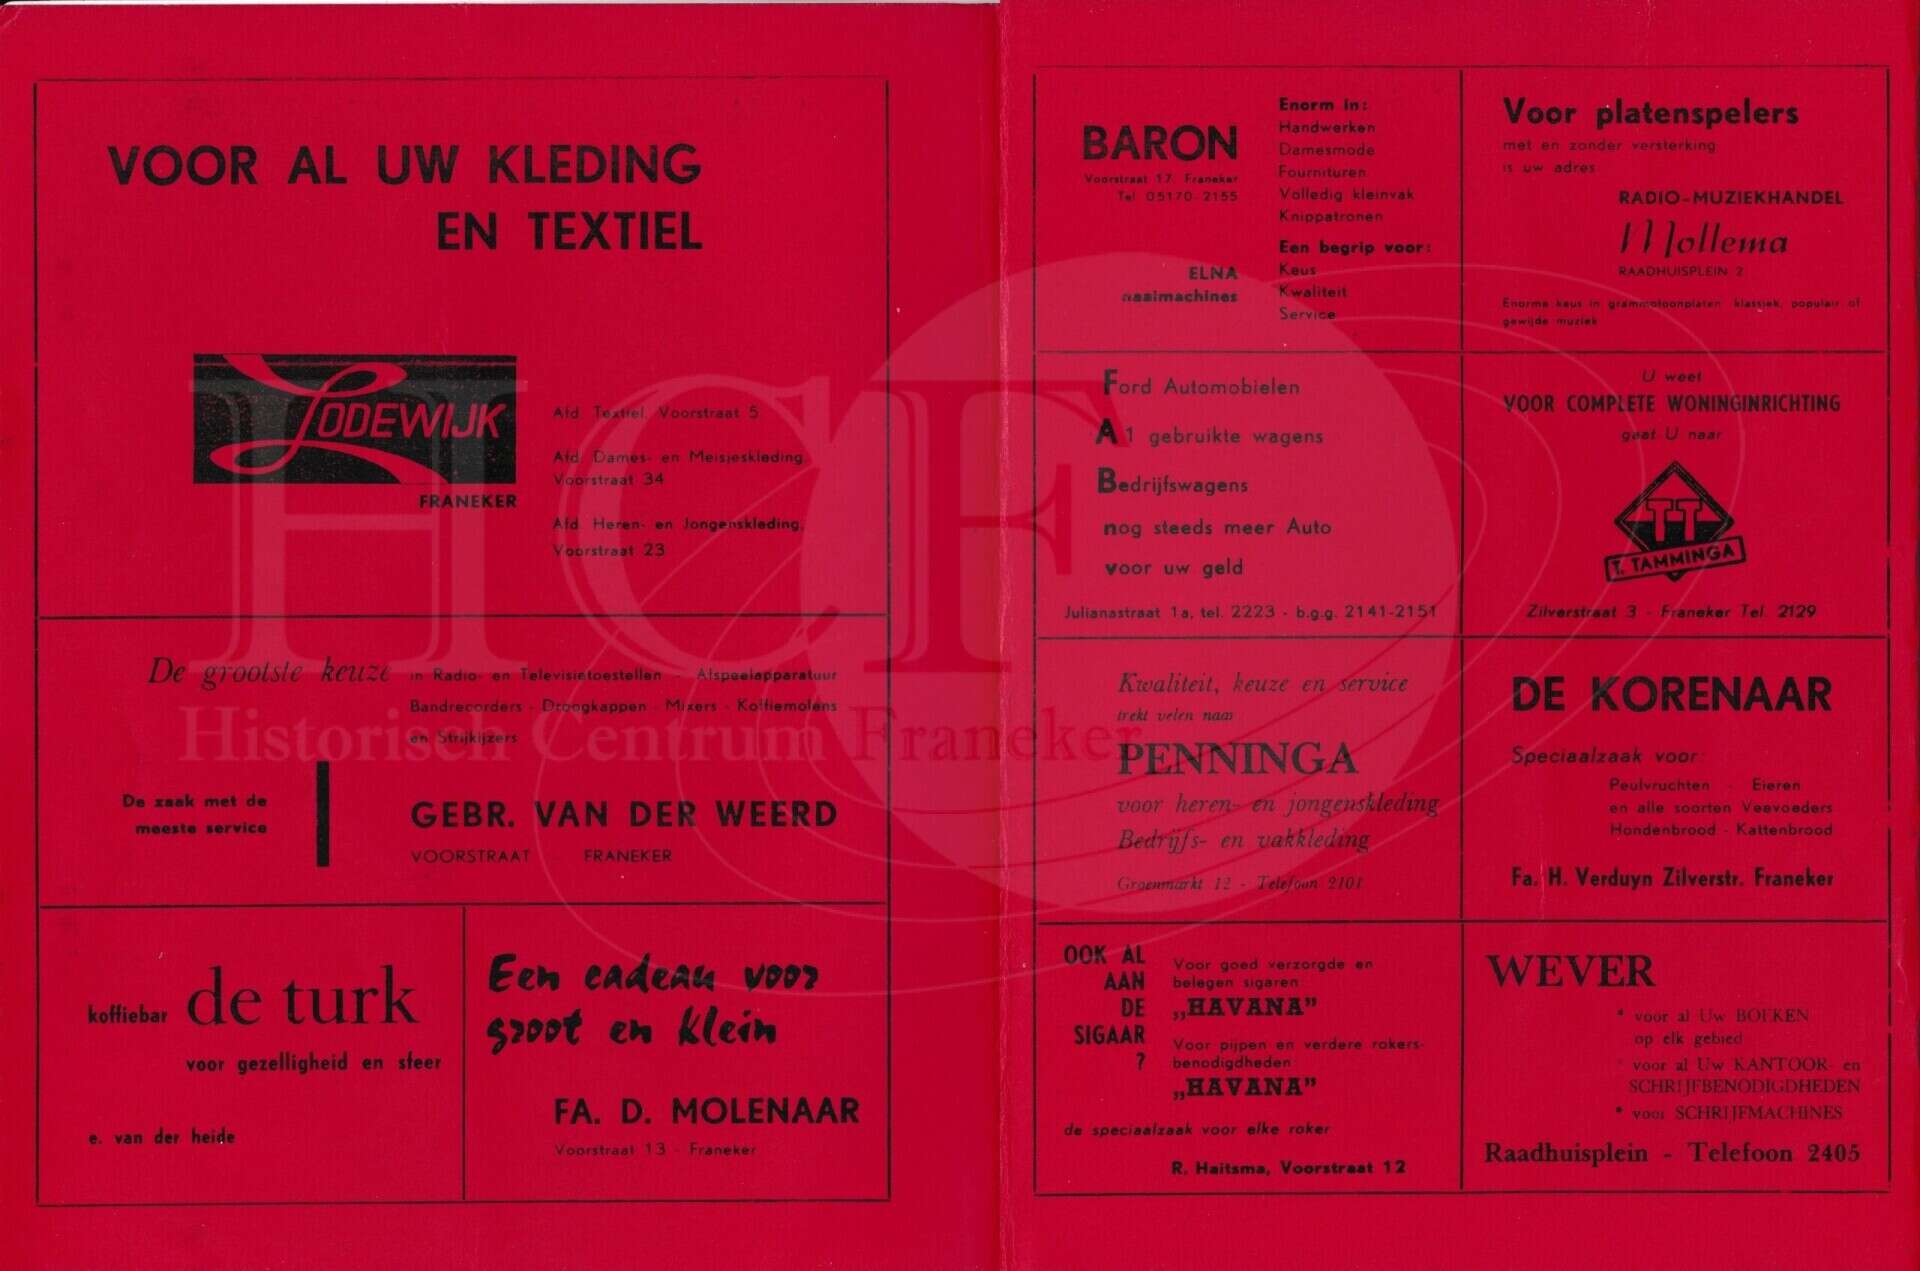 VOOR AL UW KLEDING
EN TEXTIEL
LODEWIJK
FRANEKER
Afd. Textiel, Voorstraat 5
Afd. Dames- en Meisjeskleding,
Voorstraat 34
Afd. Heren- en Jongenskleding,
Voorstraat 23
De grootste keuze in Radio- en Televisietoestellen - Afspeelapparatuur
Bandrecorders - Droogkappen - Mixers - Koffiemolens
en Strijkijzers
De zaak met de
meeste service
GEBR. VAN DER WEERD
VOORSTRAAT - FRANEKER
koffiebar de turk
voor gezelligheid en sfeer
e. van der heide
Een cadeau voor
groot en klein
FA. D. MOLENAAR
Voorstraat 13 - Franeker
BARON
Voorstraat 17 Franeker
Tel 05170-2155
ELNA
naaimachines
Enorm in:
Handwerken
Damesmode
Fournituren
Volledig kleinvak
Knippatronen
Een begrip voor:
Keus
Kwaliteit
Service
Voor platenspelers
met en zonder versterking
is uw adres
RADIO-MUZIEKHANDEL
Mollema
RAADHUISPLEIN 2
Enorme keus in grammofoonplaten klassiek, populair of
gewijde muziek
Ford Automobielen
A 1 gebruikte wagens
Bedrijfswagens
nog steeds meer Auto
voor uw geld
Julianastraat 1a, tel. 2223 - b.g.g. 2141-2151
U weet
VOOR COMPLETE WONINGINRICHTING
gaat U naar
TT
T. TAMMINGA
Zilverstraat 3 - Franeker Tel. 2129
Kwaliteit, keuze en service
trekt velen naar
PENNINGA
voor heren- en jongenskleding
Bedrijfs- en vakkleding
Groenmarkt 12 - Telefoon 2101
DE KORENAAR
Speciaalzaak voor:
Peulvruchten - Eieren
en alle soorten Veevoeders
Hondenbrood - Kattenbrood
Fa. H. Verduyn Zilverstr. Franeker
OOK AL
AAN
DE
SIGAAR
?
Voor goed verzorgde en
belegen sigaren:
„HAVANA”
Voor pijpen en verdere rokers-
benodigdheden:
„HAVANA”
de speciaalzaak voor elke roker
R. Haitsma, Voorstraat 12
WEVER
* voor al Uw BOEKEN
op elk gebied
* voor al Uw KANTOOR- en
SCHRIJFBENODIGDHEDEN
* voor SCHRIJFMACHINES
Raadhuisplein - Telefoon 2405
HCF
Historisch Centrum Franeker